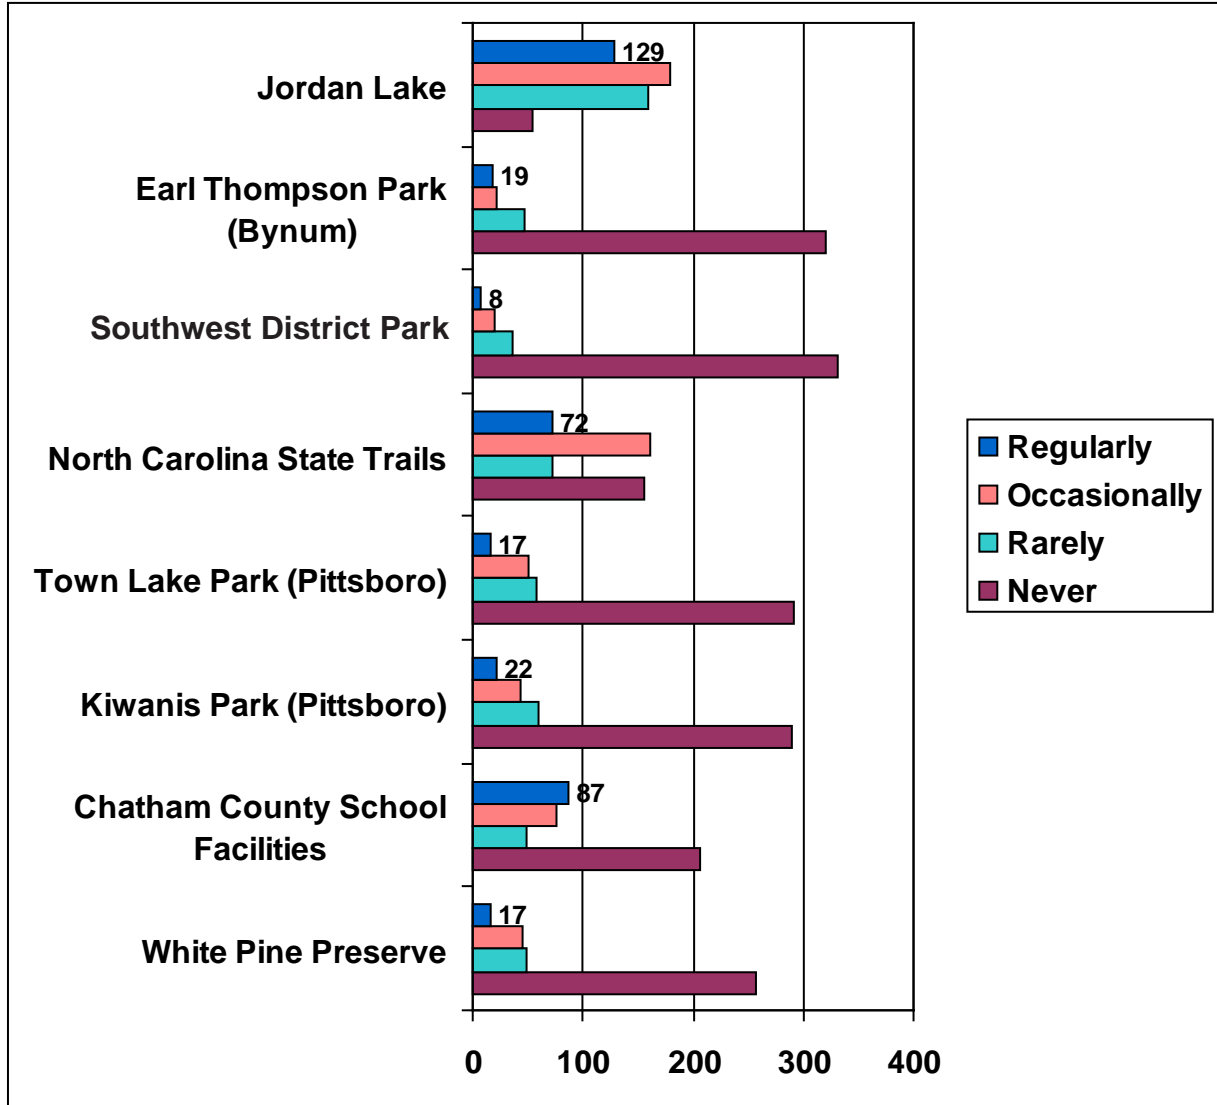 Jordan Lake
129
Earl Thompson Park
(Bynum)
19
Southwest District Park
8
North Carolina State Trails
72
Town Lake Park (Pittsboro)
17
Kiwanis Park (Pittsboro)
22
Chatham County School
Facilities
87
White Pine Preserve
17
0 100 200 300 400
Regularly
Occasionally
Rarely
Never